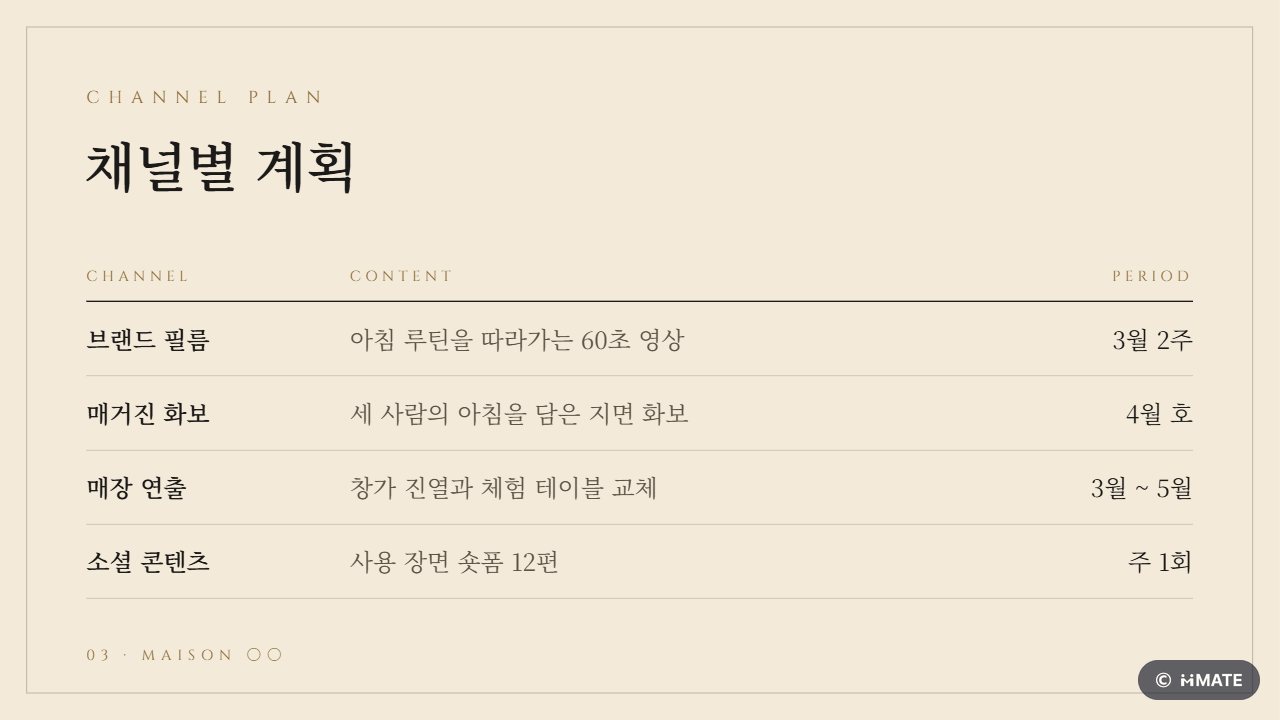 CHANNEL PLAN
채널별 계획
CHANNEL CONTENT PERIOD
브랜드 필름 아침 루틴을 따라가는 60초 영상 3월 2주
매거진 화보 세 사람의 아침을 담은 지면 화보 4월 호
매장 연출 창가 진열과 체험 테이블 교체 3월 ~ 5월
소셜 콘텐츠 사용 장면 숏폼 12편 주 1회
03 · MAISON 〇〇
© MMATE